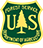 FOREST SERVICE
U S
DEPARTMENT OF AGRICULTURE